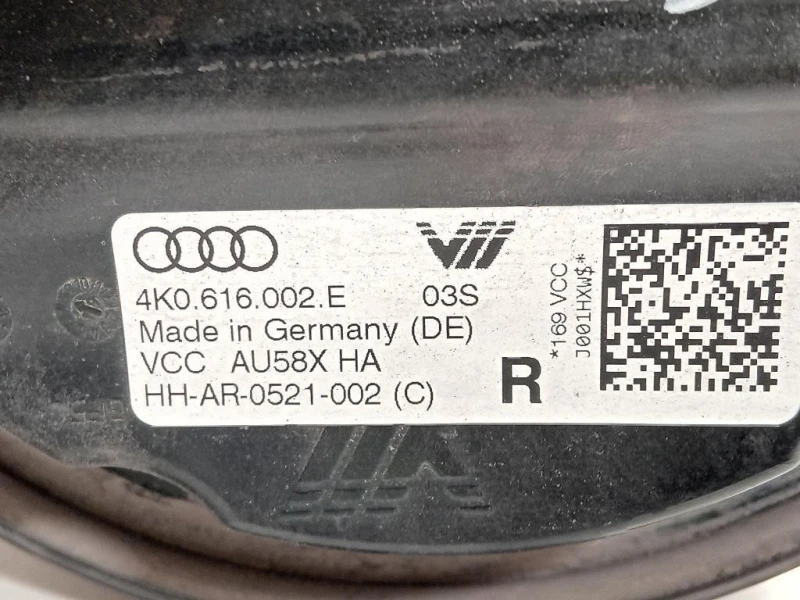 4K0.616.002.E 03S
Made in Germany (DE)
VCC AU58X HA
HH-AR-0521-002 (C)
R
*169 VCC
J001HXW$*